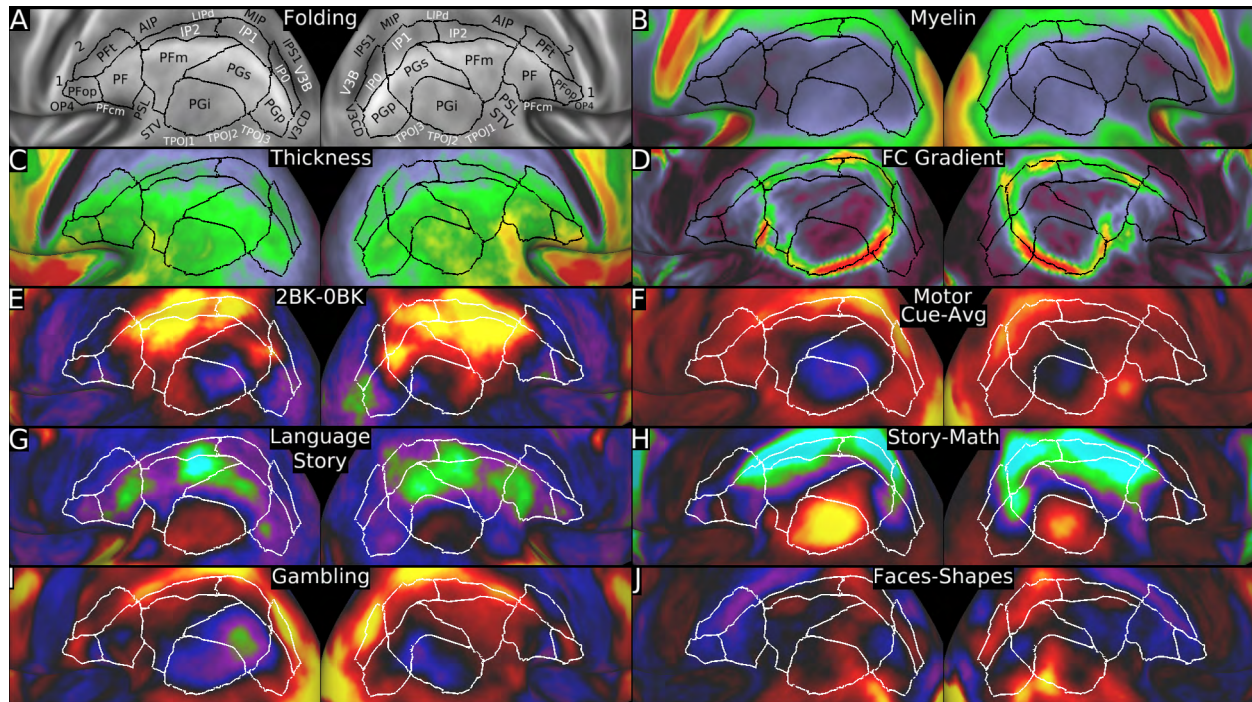 A Folding
LIPd MIP
AIP IP2 IP1
2 PFt PFm IPS1
PF PGs IP0 V3B
1 PFop PGi PGp
OP4 PFcm PSL V3CD
STV TPOJ1 TPOJ2 TPOJ3
MIP LIPd AIP
IPS1 IP1 IP2 2
V3B IP0 PGs PFm PFt
PF PFop 1
PGp PGi PSL PFcm OP4
V3CD TPOJ3 TPOJ2 TPOJ1 STV
B Myelin
C Thickness
D FC Gradient
E 2BK-0BK
F Motor
Cue-Avg
G Language
Story
H Story-Math
I Gambling
J Faces-Shapes